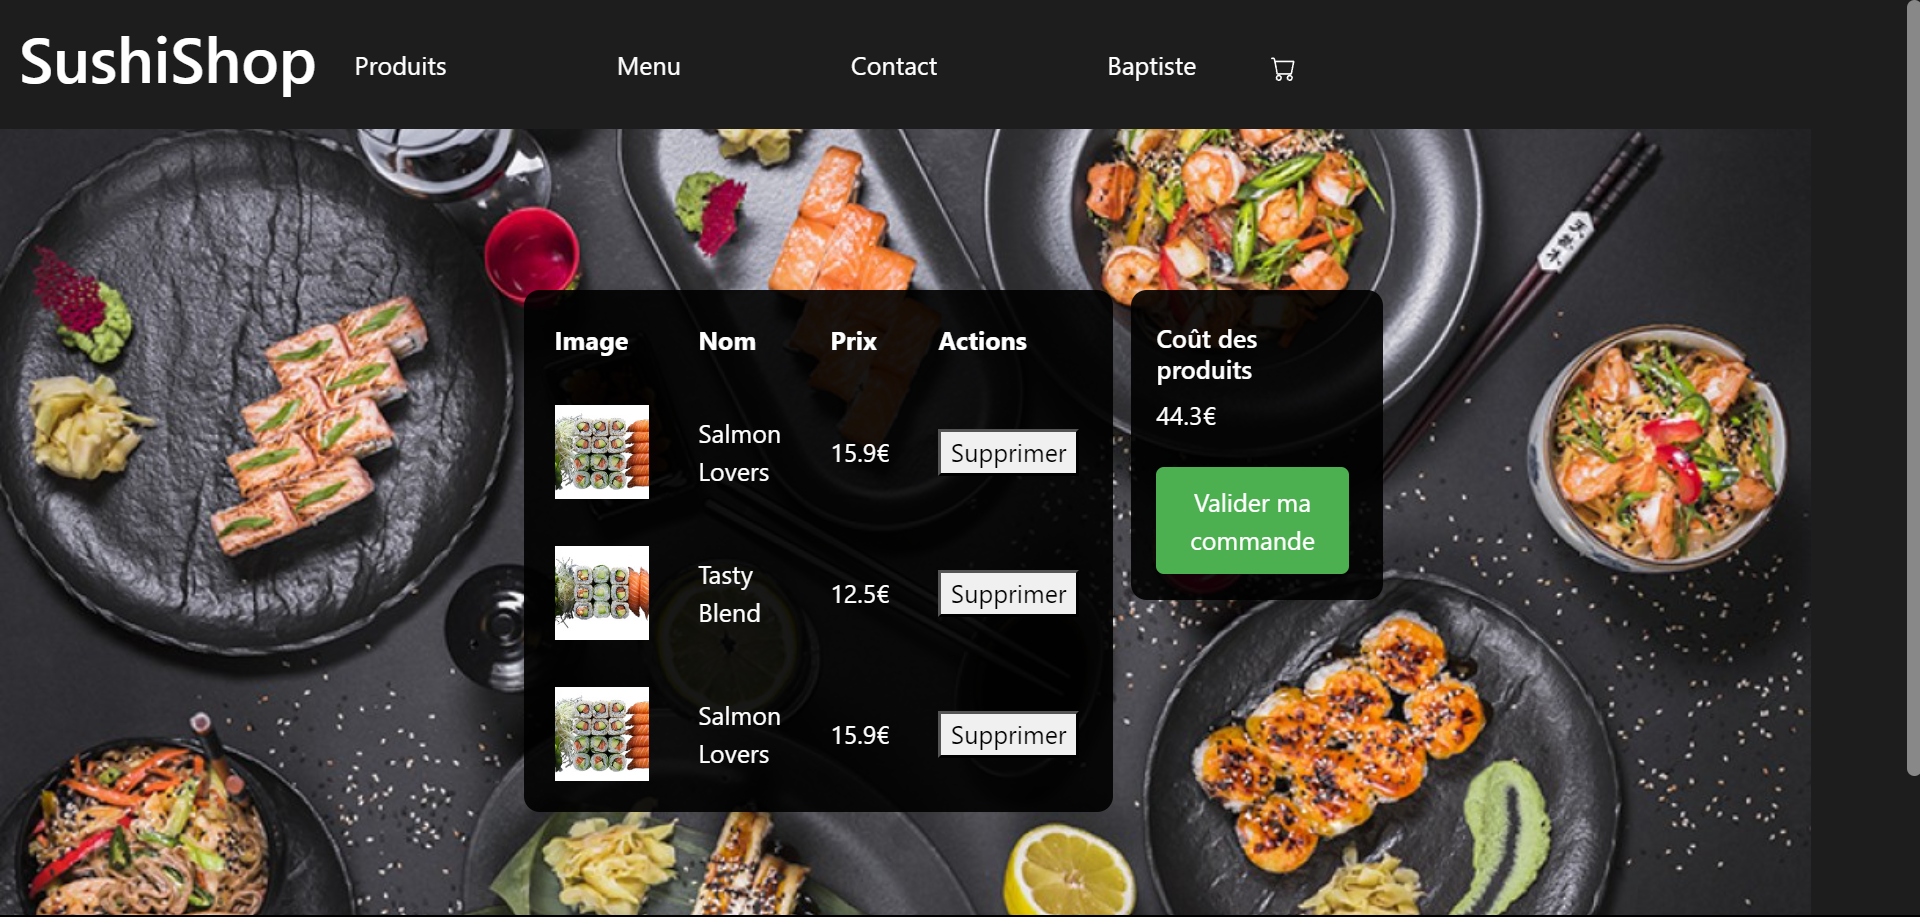 SushiShop Produits Menu Contact Baptiste
Image Nom Prix Actions
Salmon
Lovers
15.9€ Supprimer
Tasty
Blend
12.5€ Supprimer
Salmon
Lovers
15.9€ Supprimer
Coût des
produits
44.3€
Valider ma
commande